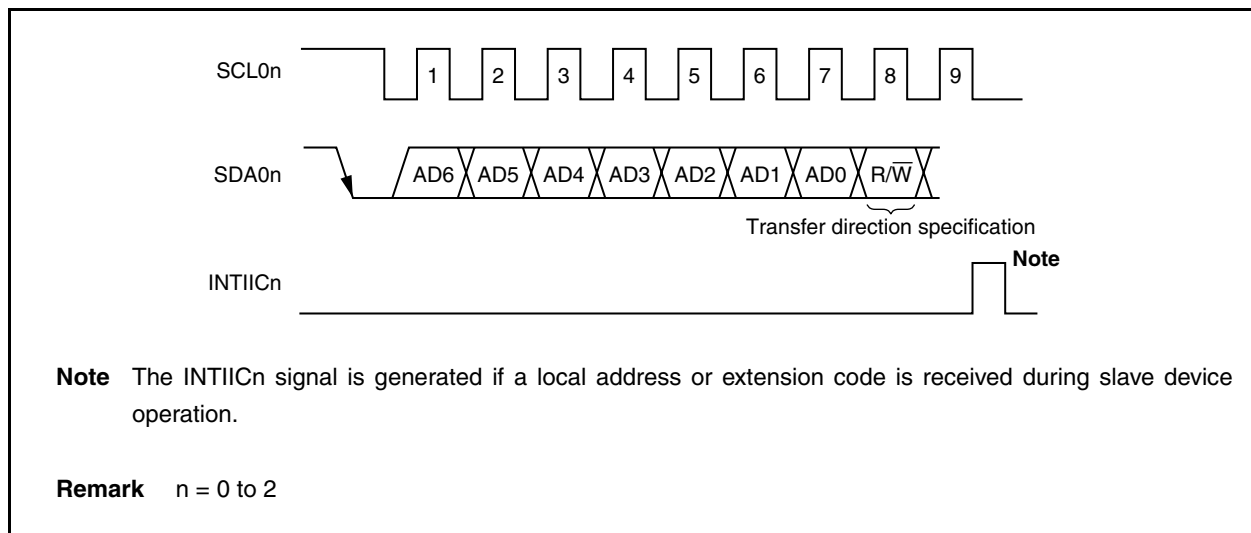 SCL0n
1 2 3 4 5 6 7 8 9
SDA0n
AD6 AD5 AD4 AD3 AD2 AD1 AD0 R/W̅
Transfer direction specification
Note
INTIICn
Note The INTIICn signal is generated if a local address or extension code is received during slave device
operation.
Remark n = 0 to 2